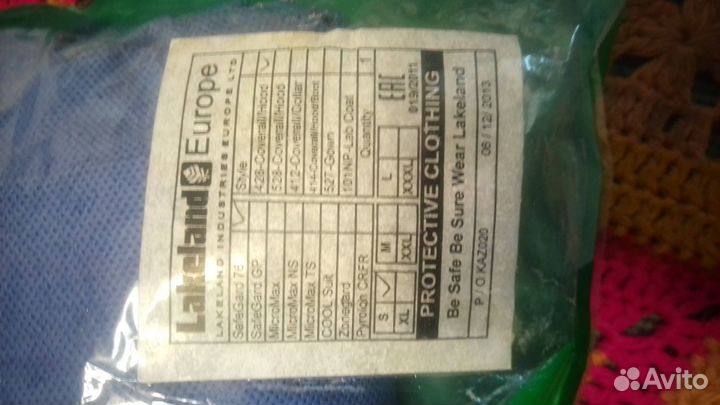 Lakeland Europe
LAKELAND INDUSTRIES EUROPE LTD
Style
Safegard 76 428-Coverall/Hood
Safegard GP 528-Coverall/Hood
MicroMax 412-Coverall/Collar
MicroMax NS 414-Coverall/Hood/Boot
MicroMax TS 527-Gown
COOL Suit 101NP-Lab Coat
Zonegard
Pyrolon CRFR Quantity 1
S M L EAC
XL XXL XXXL 019/2011
PROTECTIVE CLOTHING
Be Safe Be Sure Wear Lakeland
P/O.KAZ020 06/12/2013
Avito